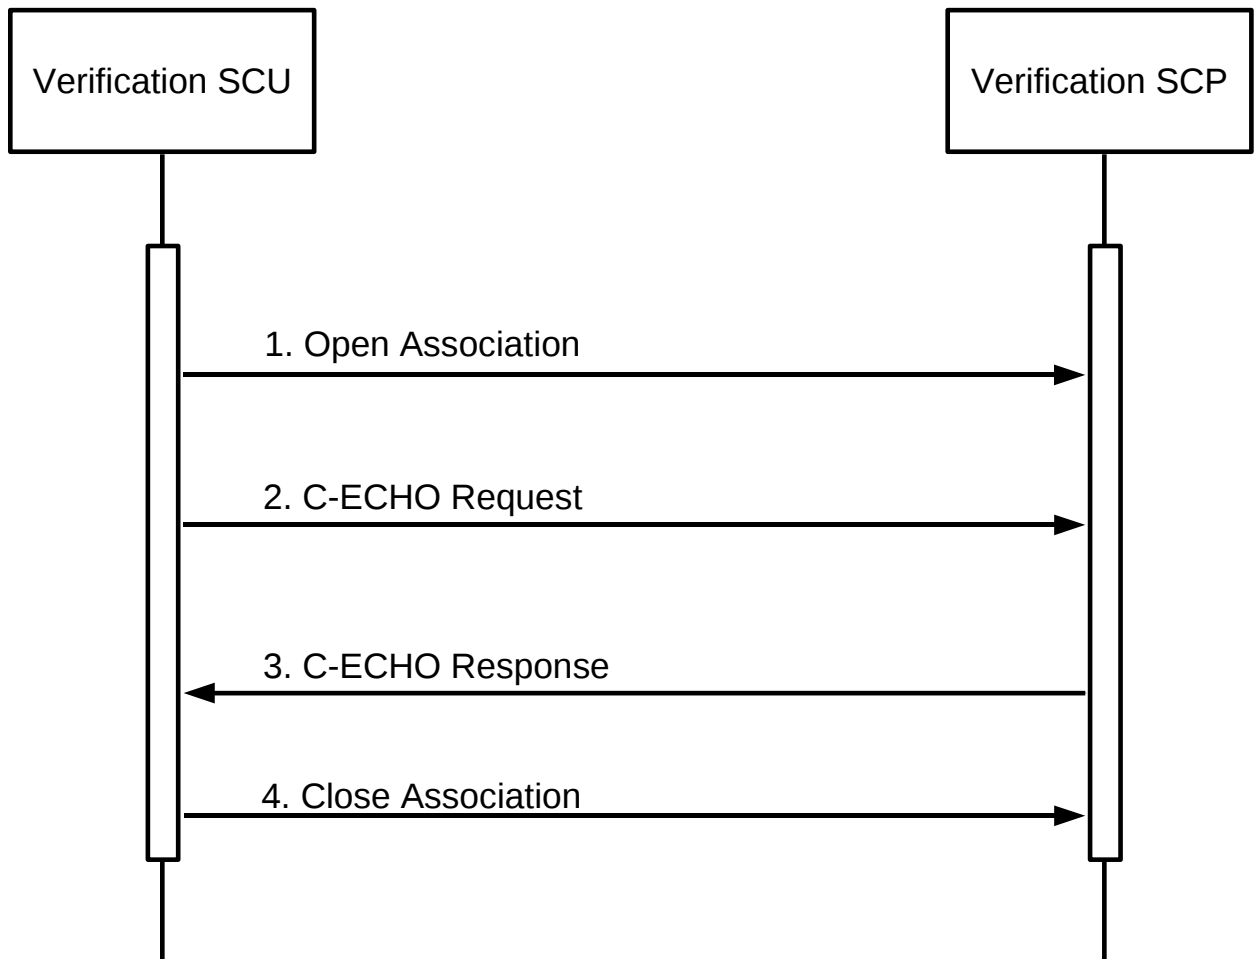 Verification SCU
Verification SCP
1. Open Association
2. C-ECHO Request
3. C-ECHO Response
4. Close Association